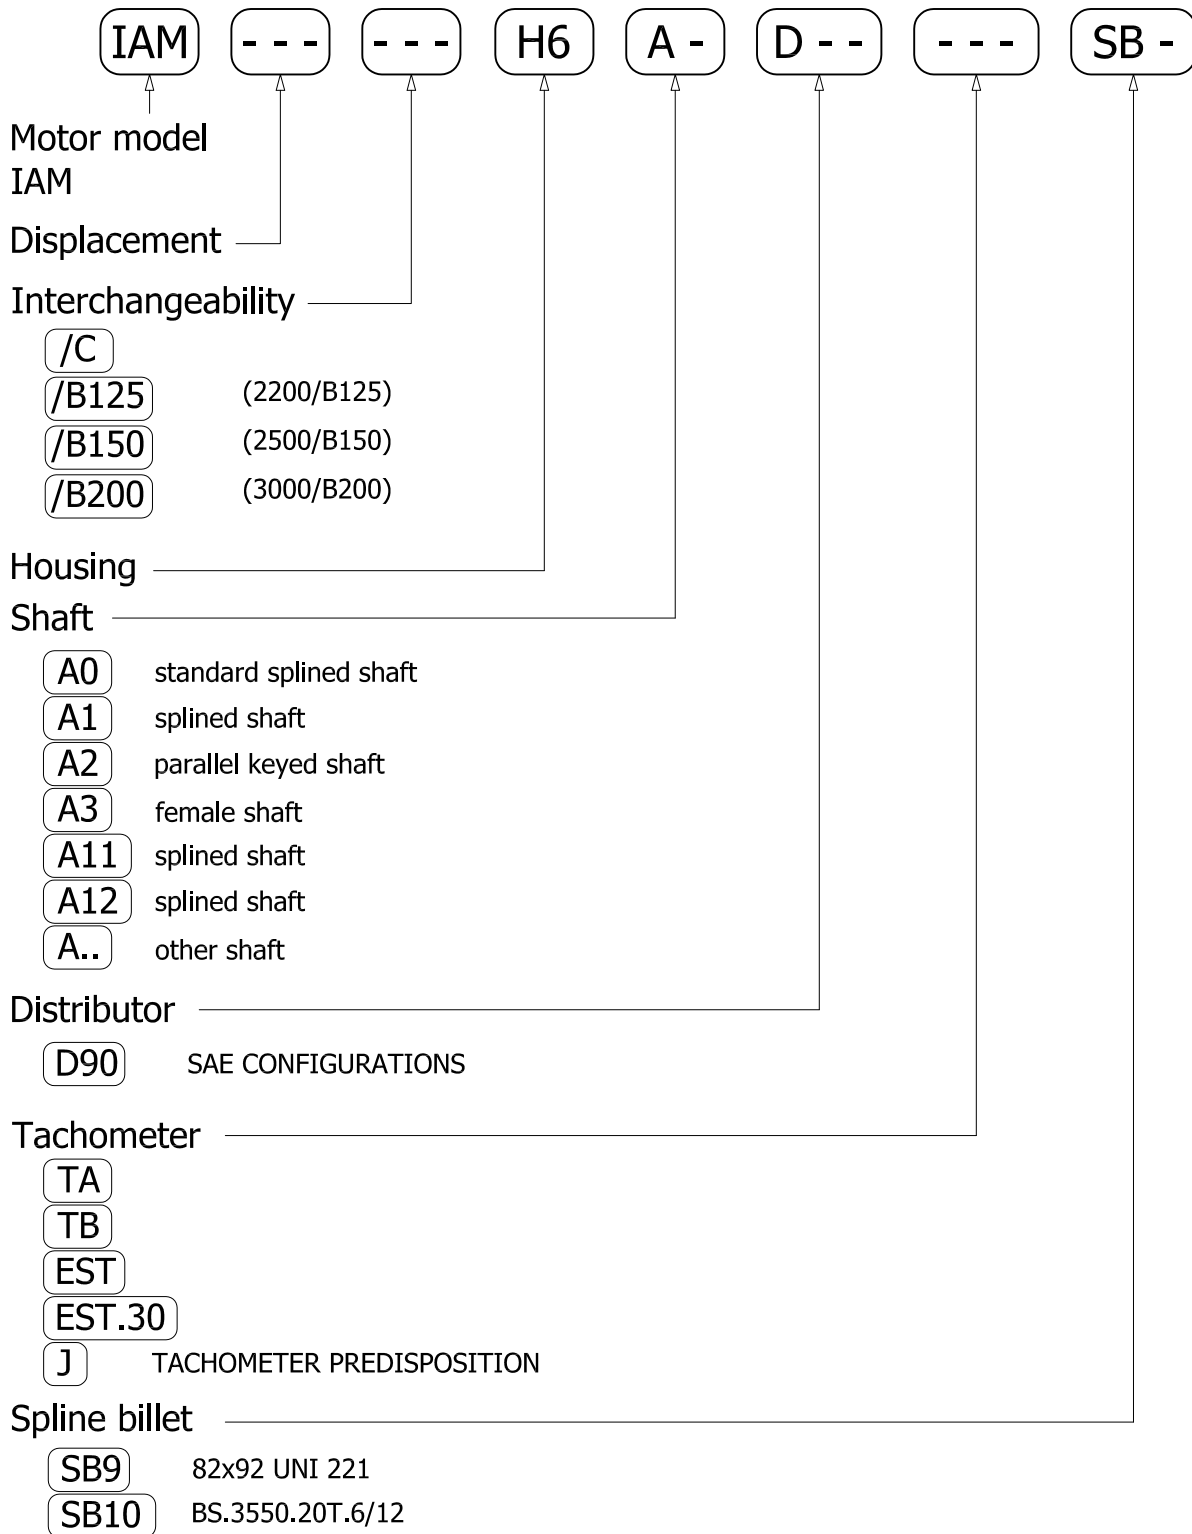 IAM - - - - - - H6 A - D - - - - - SB -
Motor model
IAM
Displacement
Interchangeability
/C
/B125 (2200/B125)
/B150 (2500/B150)
/B200 (3000/B200)
Housing
Shaft
A0 standard splined shaft
A1 splined shaft
A2 parallel keyed shaft
A3 female shaft
A11 splined shaft
A12 splined shaft
A.. other shaft
Distributor
D90 SAE CONFIGURATIONS
Tachometer
TA
TB
EST
EST.30
J TACHOMETER PREDISPOSITION
Spline billet
SB9 82x92 UNI 221
SB10 BS.3550.20T.6/12